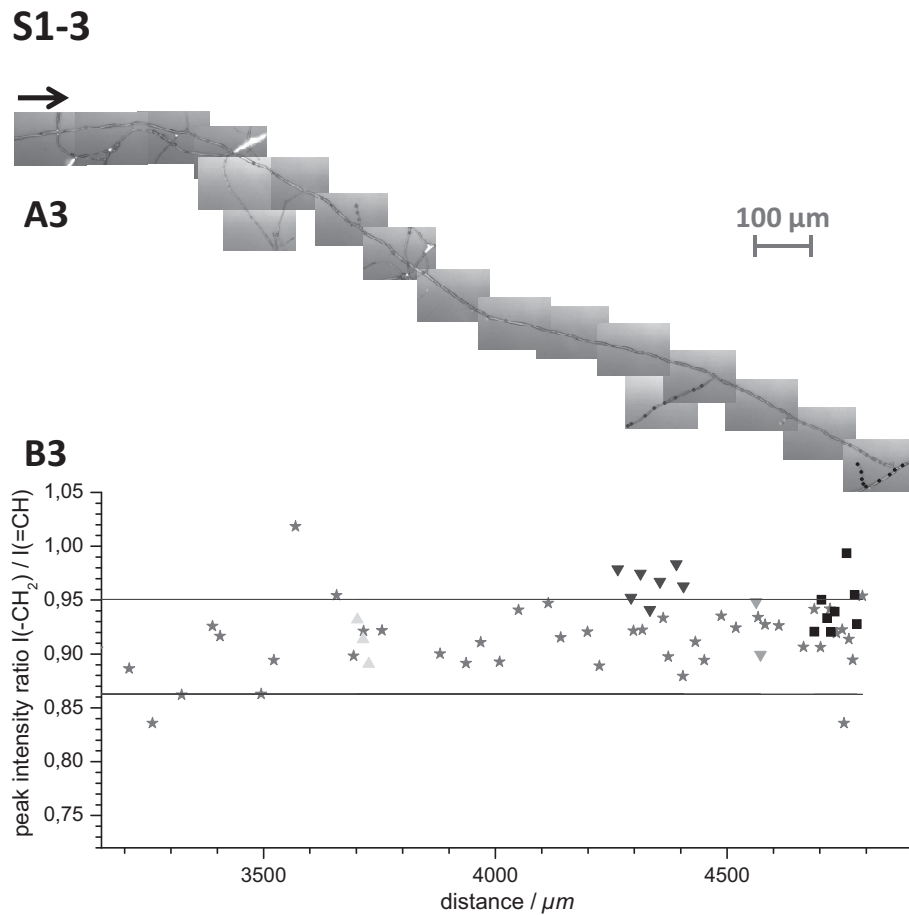 S1-3
A3
100 µm
B3
peak intensity ratio I(-CH₂) / I(=CH)
1,05
1,00
0,95
0,90
0,85
0,80
0,75
3500
4000
4500
distance / µm